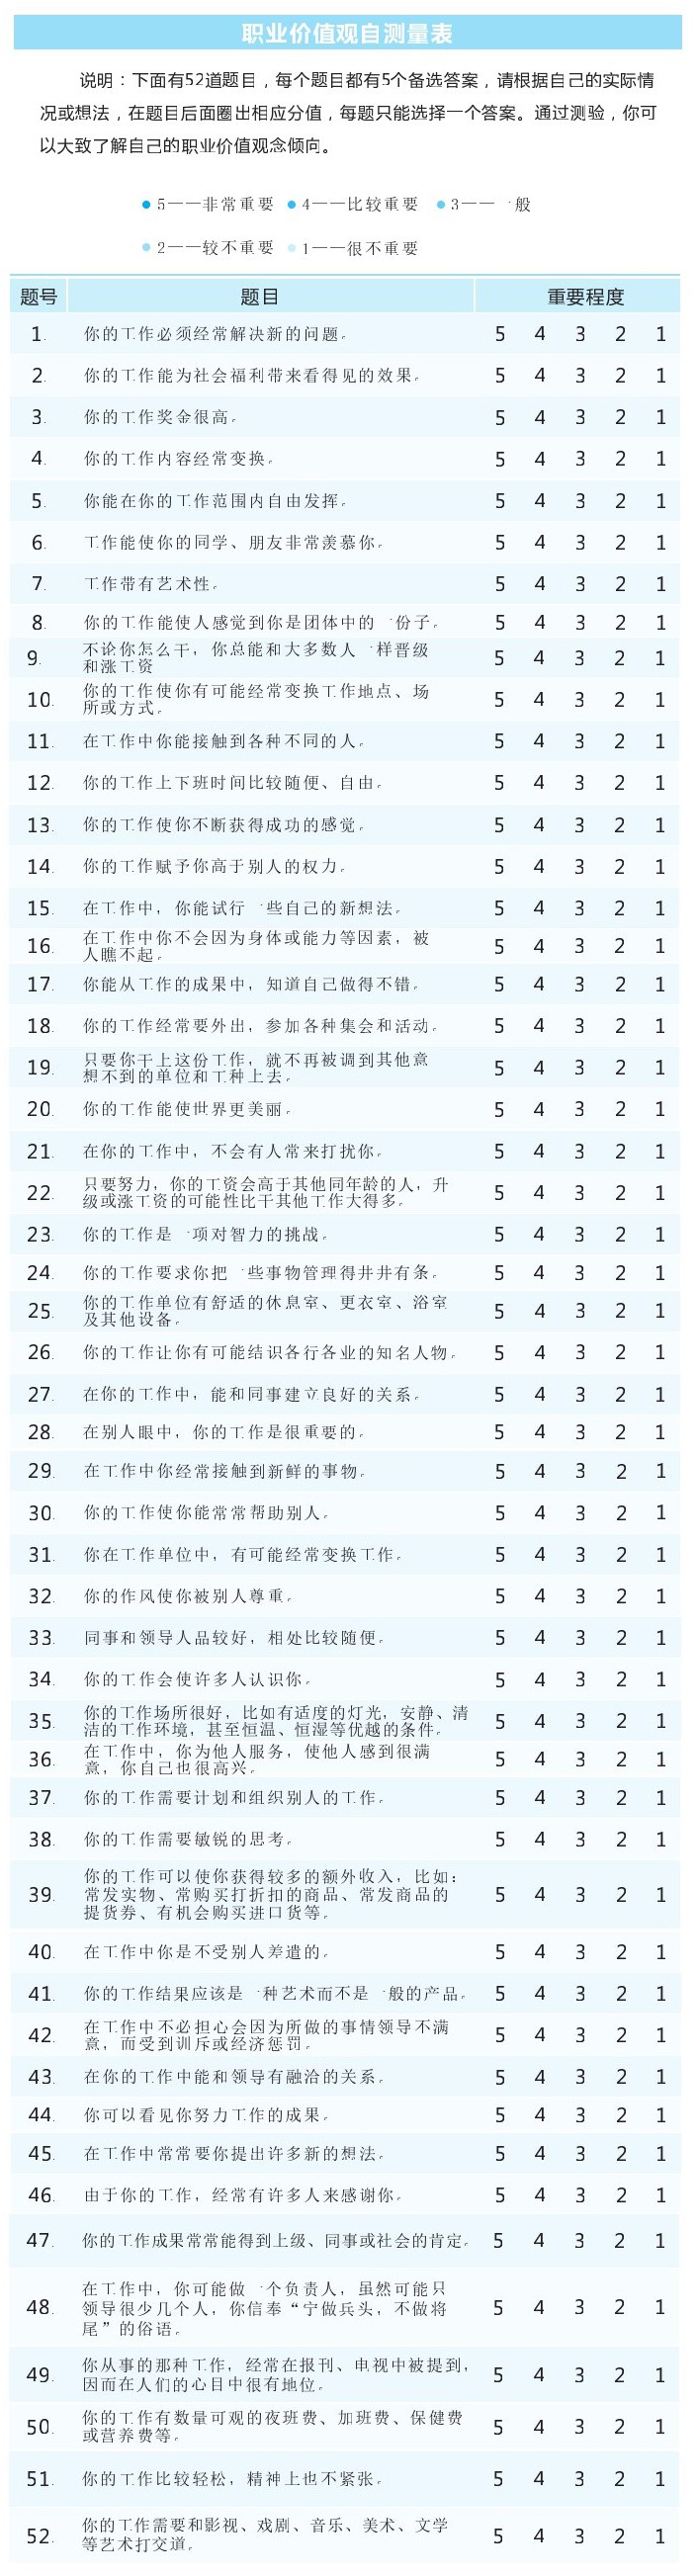 职业价值观自测量表
说明：下面有52道题目，每个题目都有5个备选答案，请根据自己的实际情
况或想法，在题目后面圈出相应分值，每题只能选择一个答案。通过测验，你可
以大致了解自己的职业价值观念倾向。
5——非常重要 4——比较重要 3——一般
2——较不重要 1——很不重要
题号 题目 重要程度
1. 你的工作必须经常解决新的问题。 5 4 3 2 1
2. 你的工作能为社会福利带来看得见的效果。 5 4 3 2 1
3. 你的工作奖金很高。 5 4 3 2 1
4. 你的工作内容经常变换。 5 4 3 2 1
5. 你能在你的工作范围内自由发挥。 5 4 3 2 1
6. 工作能使你的同学、朋友非常羡慕你。 5 4 3 2 1
7. 工作带有艺术性。 5 4 3 2 1
8. 你的工作能使人感觉到你是团体中的一份子。 5 4 3 2 1
9. 不论你怎么干，你总能和大多数人一样晋级
和涨工资 5 4 3 2 1
10. 你的工作使你有可能经常变换工作地点、场
所或方式。 5 4 3 2 1
11. 在工作中你能接触到各种不同的人。 5 4 3 2 1
12. 你的工作上下班时间比较随便、自由。 5 4 3 2 1
13. 你的工作使你不断获得成功的感觉。 5 4 3 2 1
14. 你的工作赋予你高于别人的权力。 5 4 3 2 1
15. 在工作中，你能试行一些自己的新想法。 5 4 3 2 1
16. 在工作中你不会因为身体或能力等因素，被
人瞧不起。 5 4 3 2 1
17. 你能从工作的成果中，知道自己做得不错。 5 4 3 2 1
18. 你的工作经常要外出，参加各种集会和活动。 5 4 3 2 1
19. 只要你干上这份工作，就不再被调到其他意
想不到的单位和工种上去。 5 4 3 2 1
20. 你的工作能使世界更美丽。 5 4 3 2 1
21. 在你的工作中，不会有人常来打扰你。 5 4 3 2 1
22. 只要努力，你的工资会高于其他同年龄的人，升
级或涨工资的可能性比干其他工作大得多。 5 4 3 2 1
23. 你的工作是一项对智力的挑战。 5 4 3 2 1
24. 你的工作要求你把一些事物管理得井井有条。 5 4 3 2 1
25. 你的工作单位有舒适的休息室、更衣室、浴室
及其他设备。 5 4 3 2 1
26. 你的工作让你有可能结识各行各业的知名人物。 5 4 3 2 1
27. 在你的工作中，能和同事建立良好的关系。 5 4 3 2 1
28. 在别人眼中，你的工作是很重要的。 5 4 3 2 1
29. 在工作中你经常接触到新鲜的事物。 5 4 3 2 1
30. 你的工作使你能常常帮助别人。 5 4 3 2 1
31. 你在工作单位中，有可能经常变换工作。 5 4 3 2 1
32. 你的作风使你被别人尊重。 5 4 3 2 1
33. 同事和领导人品较好，相处比较随便。 5 4 3 2 1
34. 你的工作会使许多人认识你。 5 4 3 2 1
35. 你的工作场所很好，比如有适度的灯光，安静、清
洁的工作环境，甚至恒温、恒湿等优越的条件。 5 4 3 2 1
36. 在工作中，你为他人服务，使他人感到很满
意，你自己也很高兴。 5 4 3 2 1
37. 你的工作需要计划和组织别人的工作。 5 4 3 2 1
38. 你的工作需要敏锐的思考。 5 4 3 2 1
39. 你的工作可以使你获得较多的额外收入，比如：
常发实物、常购买打折扣的商品、常发商品的
提货券、有机会购买进口货等。 5 4 3 2 1
40. 在工作中你是不受别人差遣的。 5 4 3 2 1
41. 你的工作结果应该是一种艺术而不是一般的产品。 5 4 3 2 1
42. 在工作中不必担心会因为所做的事情领导不满
意，而受到训斥或经济惩罚。 5 4 3 2 1
43. 在你的工作中能和领导有融洽的关系。 5 4 3 2 1
44. 你可以看见你努力工作的成果。 5 4 3 2 1
45. 在工作中常常要你提出许多新的想法。 5 4 3 2 1
46. 由于你的工作，经常有许多人来感谢你。 5 4 3 2 1
47. 你的工作成果常常能得到上级、同事或社会的肯定。 5 4 3 2 1
48. 在工作中，你可能做一个负责人，虽然可能只
领导很少几个人，你信奉“宁做兵头，不做将
尾”的俗语。 5 4 3 2 1
49. 你从事的那种工作，经常在报刊、电视中被提到，
因而在人们的心目中很有地位。 5 4 3 2 1
50. 你的工作有数量可观的夜班费、加班费、保健费
或营养费等。 5 4 3 2 1
51. 你的工作比较轻松，精神上也不紧张。 5 4 3 2 1
52. 你的工作需要和影视、戏剧、音乐、美术、文学
等艺术打交道。 5 4 3 2 1